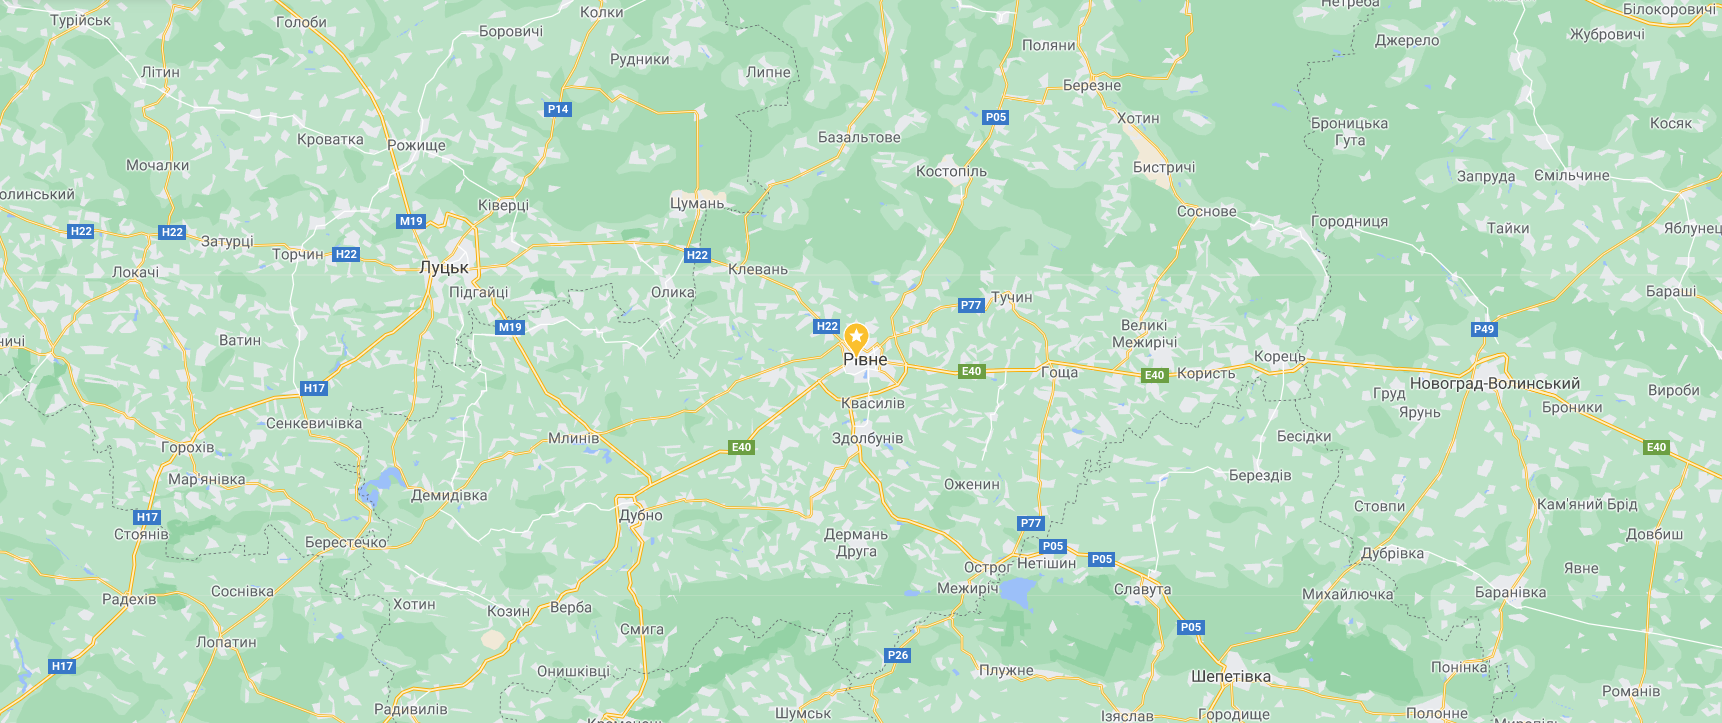 Турійськ
Голоби
Колки
Нетреба
Білокоровичі
Боровичі
Поляни
Джерело
Жубровичі
Рудники
Літин
Липне
Березне
P14
P05
Хотин
Броницька
Гута
Косяк
Кроватка
Рожище
Базальтове
Мочалки
Костопіль
Бистричі
Запруда
Ємільчине
олинський
Ківерці
Цумань
Соснове
M19
Городниця
H22
H22
Затурці
Тайки
Яблунец
Торчин
H22
H22
Локачі
Луцьк
Клевань
Підгайці
Олика
P77
Тучин
Бараші
M19
H22
Великі
Межирічі
P49
ничі
Ватин
Рівне
Корець
E40
Гоща
E40
Користь
H17
Новоград-Волинський
Груд
Вироби
Квасилів
Ярунь
Броники
Сенкевичівка
Млинів
Здолбунів
Бесідки
Горохів
E40
E40
Мар'янівка
Берездів
Демидівка
Оженин
Стовпи
Кам'яний Брід
H17
Дубно
P77
Стоянів
Дермань
Друга
Довбиш
Берестечко
P05
P05
Дубрівка
Острог
Нетішин
Явне
Соснівка
Межиріч
Славута
Михайлючка
Баранівка
Радехів
Хотин
Козин
Верба
Смига
P05
Лопатин
P26
H17
Онишківці
Плужне
Понінка
Шепетівка
Романів
Радивилів
Шумськ
Ізяслав
Городище
Полонне